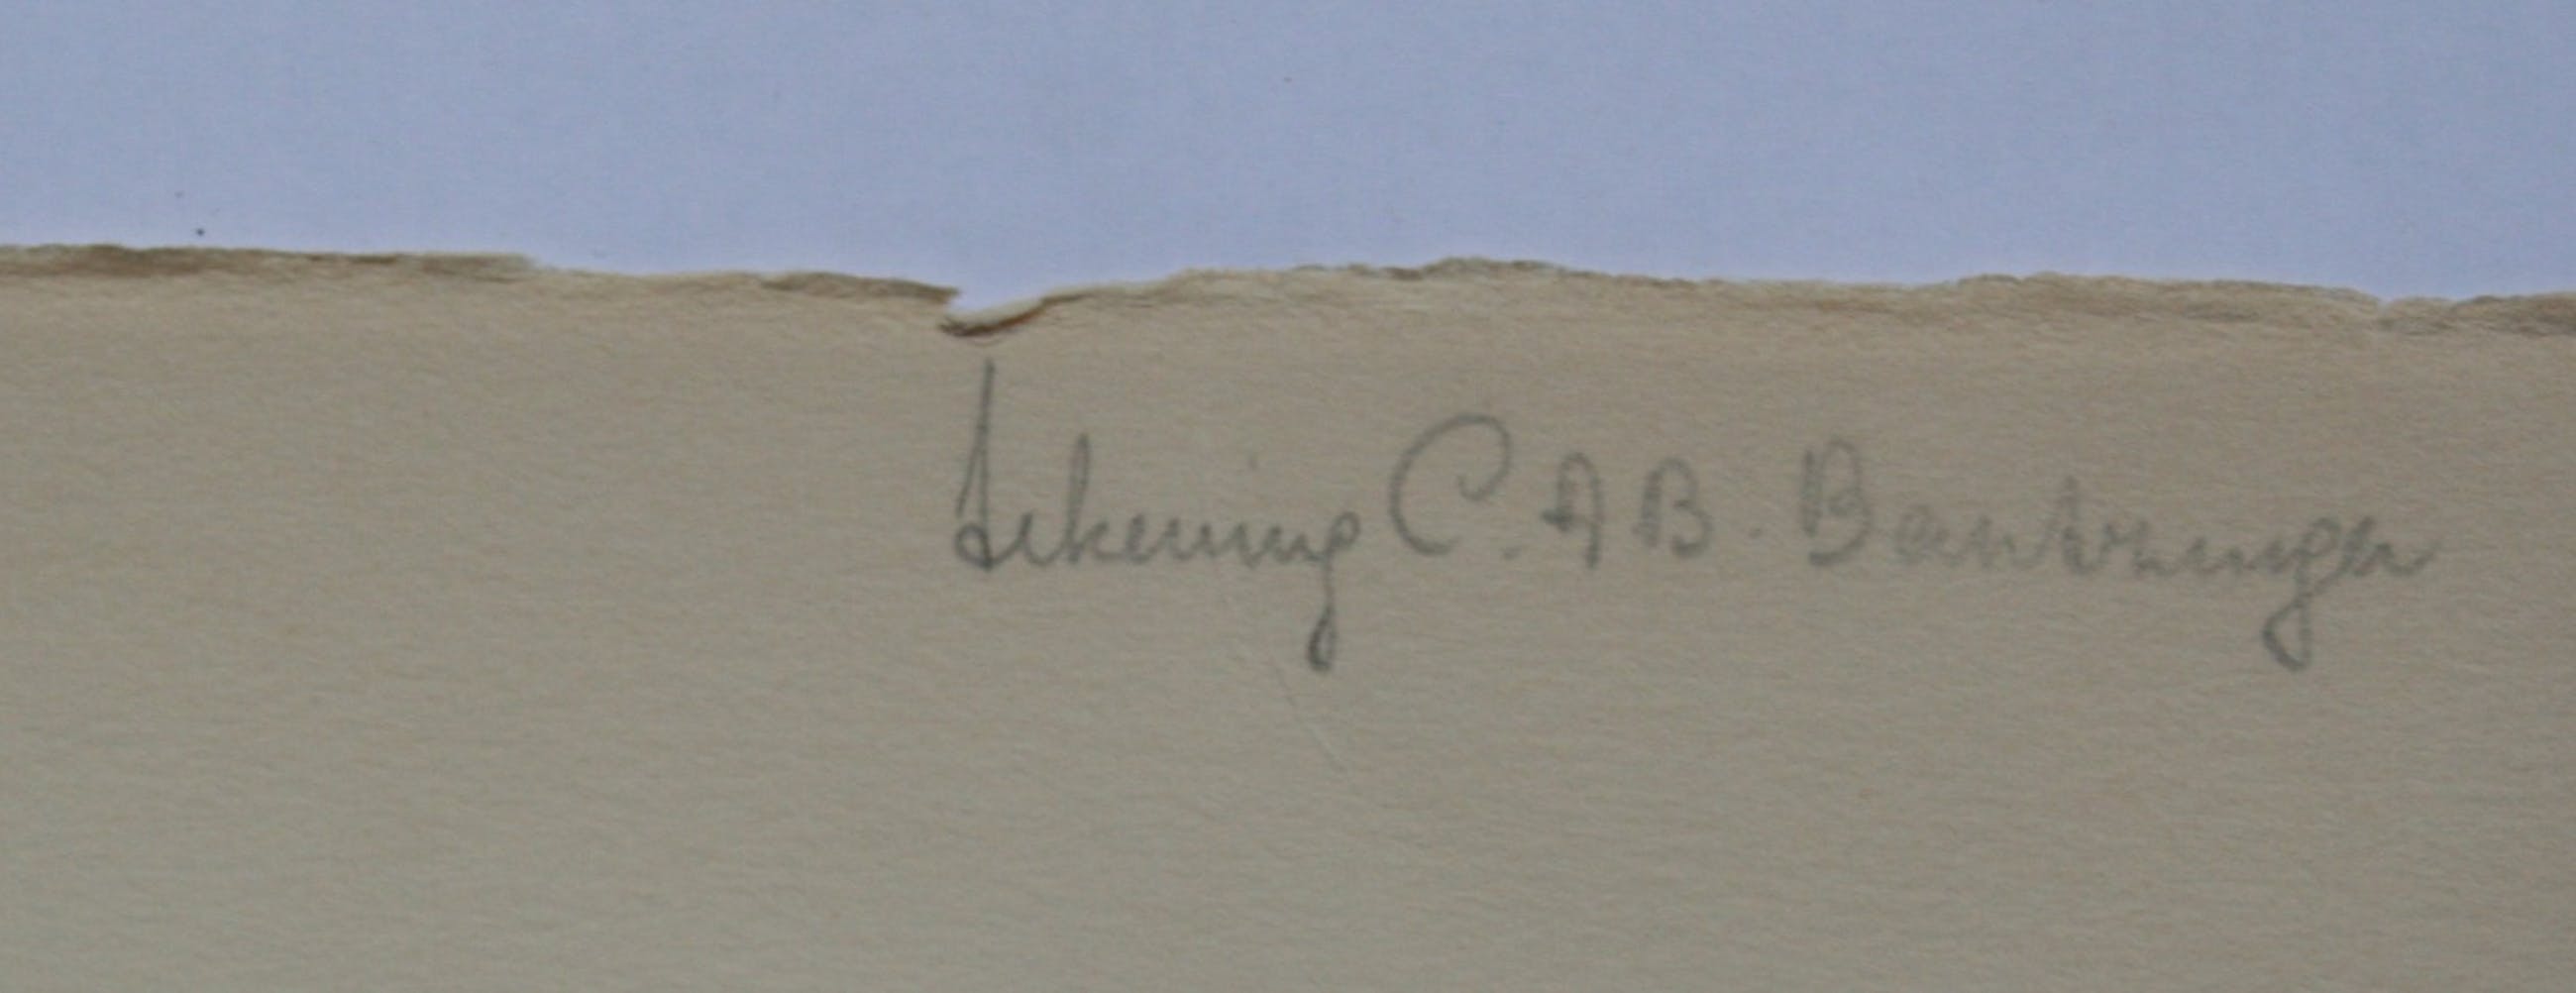 tekening C. A B. Bantzinger